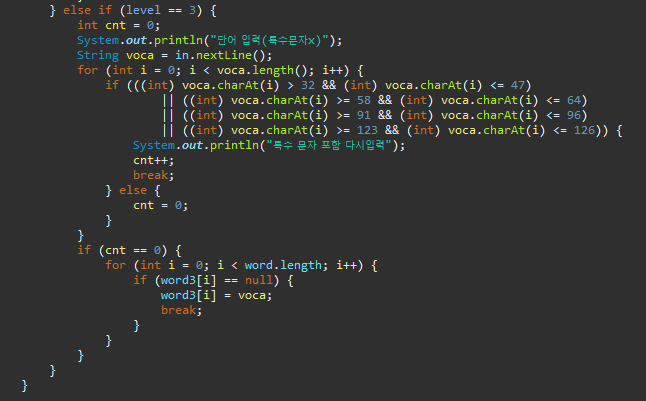 } else if (level == 3) {
int cnt = 0;
System.out.println("단어 입력(특수문자x)");
String voca = in.nextLine();
for (int i = 0; i < voca.length(); i++) {
if (((int) voca.charAt(i) > 32 && (int) voca.charAt(i) <= 47)
|| ((int) voca.charAt(i) >= 58 && (int) voca.charAt(i) <= 64)
|| ((int) voca.charAt(i) >= 91 && (int) voca.charAt(i) <= 96)
|| ((int) voca.charAt(i) >= 123 && (int) voca.charAt(i) <= 126)) {
System.out.println("특수 문자 포함 다시입력");
cnt++;
break;
} else {
cnt = 0;
}
}
if (cnt == 0) {
for (int i = 0; i < word.length; i++) {
if (word3[i] == null) {
word3[i] = voca;
break;
}
}
}
}
}